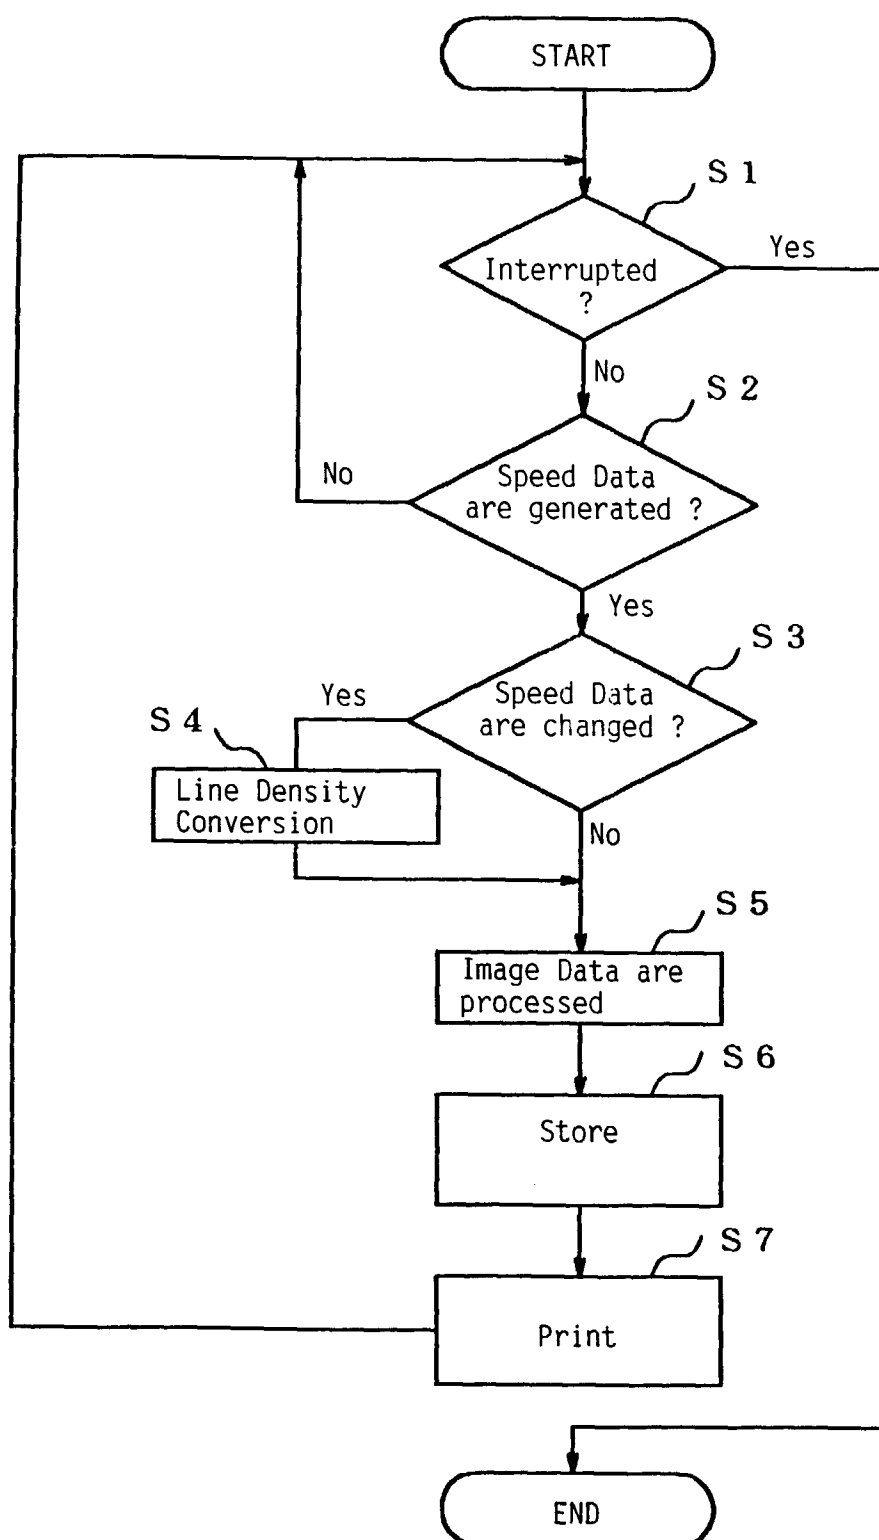 START
S 1
Yes
Interrupted
?
No
S 2
No
Speed Data
are generated ?
Yes
S 3
Yes
Speed Data
are changed ?
S 4
Line Density
Conversion
No
S 5
Image Data are
processed
S 6
Store
S 7
Print
END